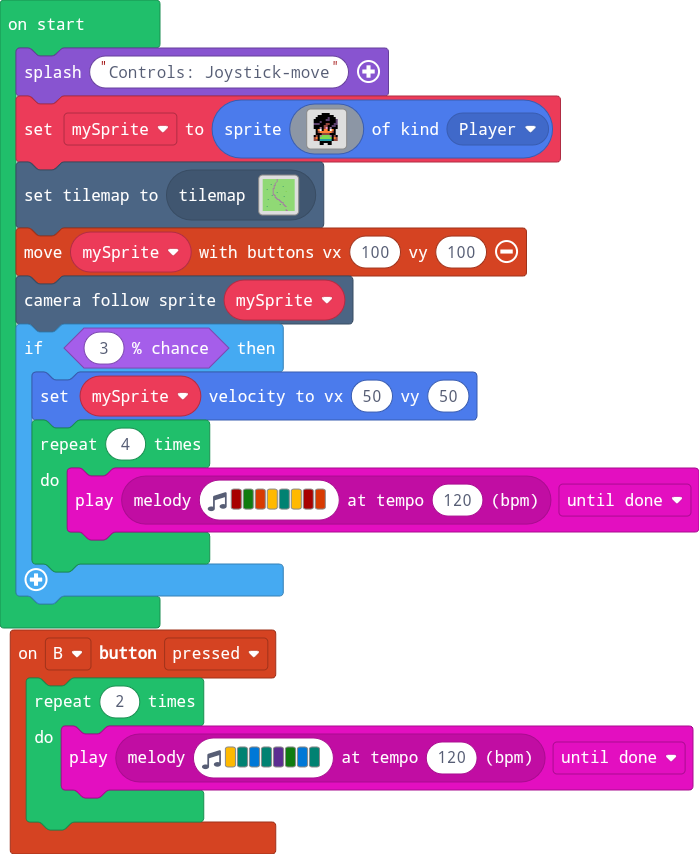 on start
splash "Controls: Joystick-move"
set mySprite to sprite of kind Player
set tilemap to tilemap
move mySprite with buttons vx 100 vy 100
camera follow sprite mySprite
if 3 % chance then
set mySprite velocity to vx 50 vy 50
repeat 4 times
do
play melody at tempo 120 (bpm) until done
on B button pressed
repeat 2 times
do
play melody at tempo 120 (bpm) until done